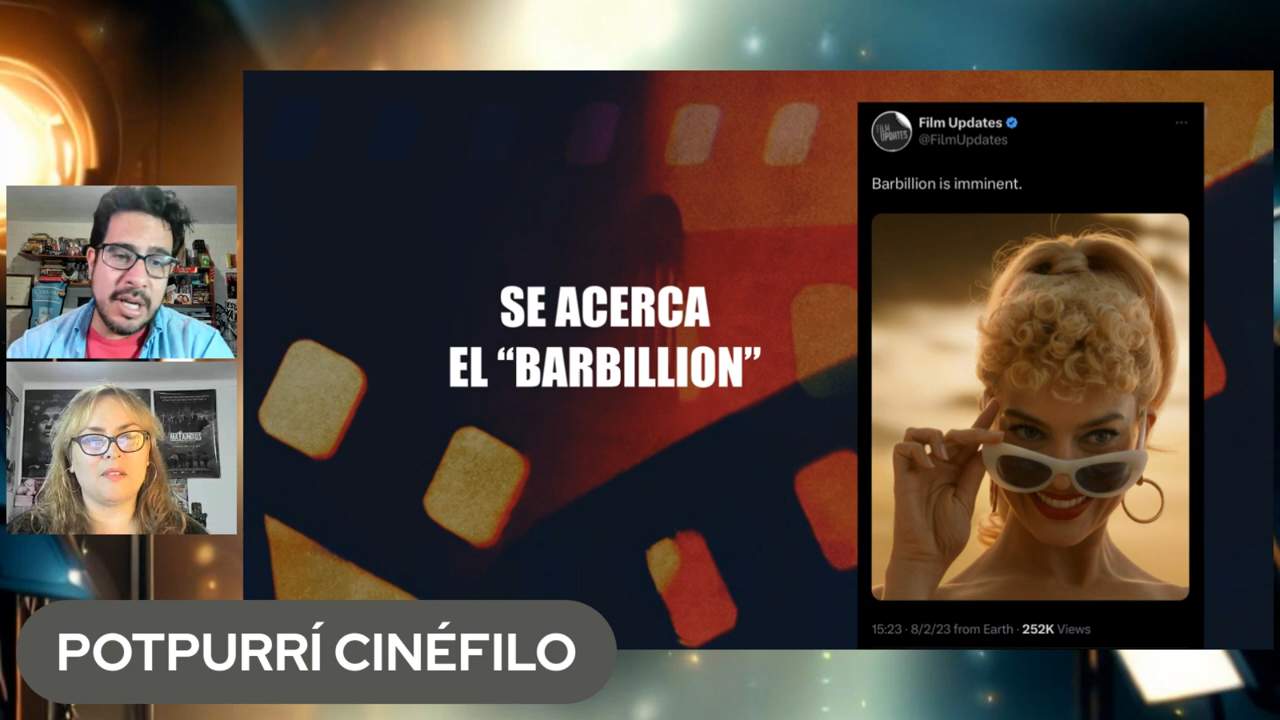 Film Updates
@FilmUpdates
Barbillion is imminent.
SE ACERCA
EL “BARBILLION”
15:23 · 8/2/23 from Earth · 252K Views
POTPURRÍ CINÉFILO